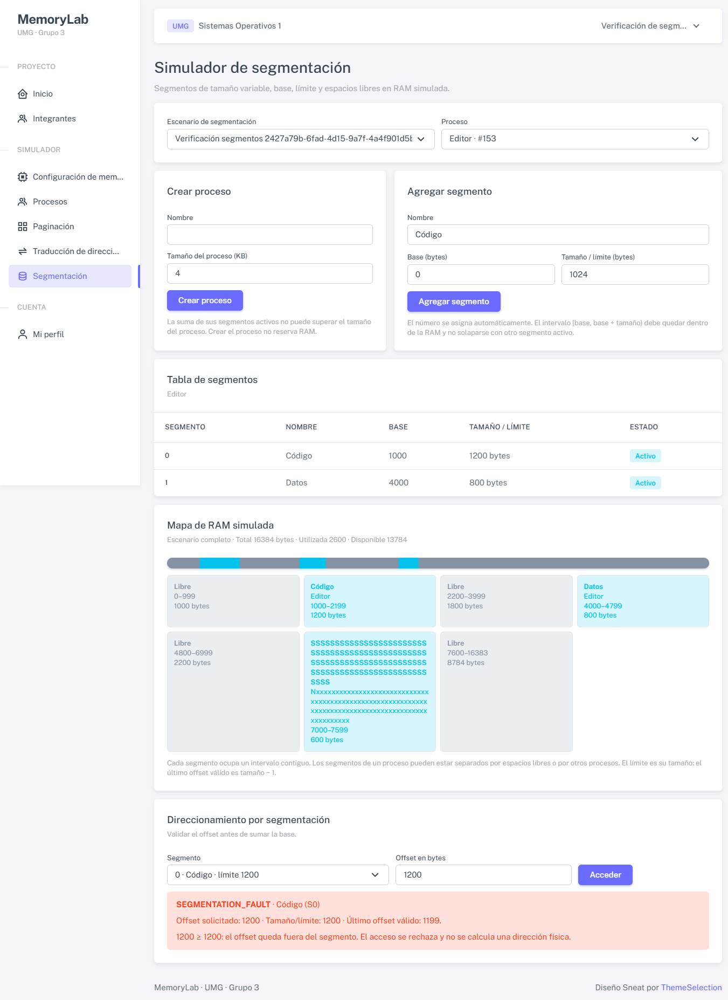 MemoryLab
UMG · Grupo 3
PROYECTO
Inicio
Integrantes
SIMULADOR
Configuración de mem...
Procesos
Paginación
Traducción de direcci...
Segmentación
CUENTA
Mi perfil
UMG Sistemas Operativos 1
Verificación de segm...
Simulador de segmentación
Segmentos de tamaño variable, base, límite y espacios libres en RAM simulada.
Escenario de segmentación
Verificación segmentos 2427a79b-6fad-4d15-9a7f-4a4f901d5b
Proceso
Editor · #153
Crear proceso
Nombre
Tamaño del proceso (KB)
4
Crear proceso
La suma de sus segmentos activos no puede superar el tamaño
del proceso. Crear el proceso no reserva RAM.
Agregar segmento
Nombre
Código
Base (bytes)
0
Tamaño / límite (bytes)
1024
Agregar segmento
El número se asigna automáticamente. El intervalo [base, base + tamaño) debe quedar dentro
de la RAM y no solaparse con otro segmento activo.
Tabla de segmentos
Editor
SEGMENTO NOMBRE BASE TAMAÑO / LÍMITE ESTADO
0 Código 1000 1200 bytes Activo
1 Datos 4000 800 bytes Activo
Mapa de RAM simulada
Escenario completo · Total 16384 bytes · Utilizada 2600 · Disponible 13784
Libre
0–999
1000 bytes
Código
Editor
1000–2199
1200 bytes
Libre
2200–3999
1800 bytes
Datos
Editor
4000–4799
800 bytes
Libre
4800–6999
2200 bytes
SSSSSSSSSSSSSSSSSSSSSSSS
SSSSSSSSSSSSSSSSSSSSSSSS
SSSSSSSSSSSSSSSSSSSSSSSS
SSSSSSSSSSSSSSSSSSSSSSSS
SSSS
Nxxxxxxxxxxxxxxxxxxxxxxxxxxxxx
xxxxxxxxxxxxxxxxxxxxxxxxxxxxxx
xxxxxxxxxxxxxxxxxxxxxxxxxxxxxx
xxxxxxxxxx
7000–7599
600 bytes
Libre
7600–16383
8784 bytes
Cada segmento ocupa un intervalo contiguo. Los segmentos de un proceso pueden estar separados por espacios libres o por otros procesos. El límite es su tamaño: el
último offset válido es tamaño − 1.
Direccionamiento por segmentación
Validar el offset antes de sumar la base.
Segmento
0 · Código · límite 1200
Offset en bytes
1200
Acceder
SEGMENTATION_FAULT · Código (S0)
Offset solicitado: 1200 · Tamaño/límite: 1200 · Último offset válido: 1199.
1200 ≥ 1200: el offset queda fuera del segmento. El acceso se rechaza y no se calcula una dirección física.
MemoryLab · UMG · Grupo 3
Diseño Sneat por ThemeSelection